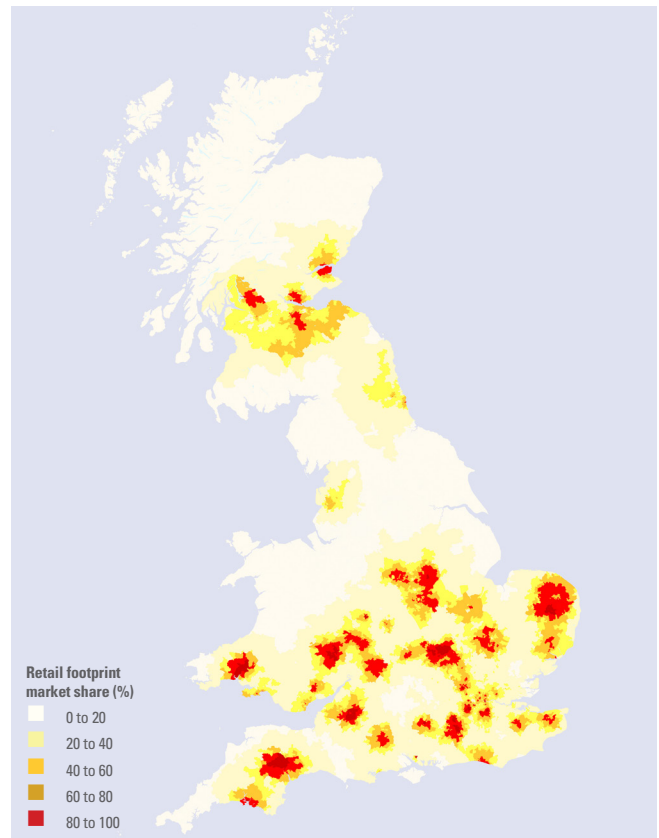 Retail footprint
market share (%)
0 to 20
20 to 40
40 to 60
60 to 80
80 to 100